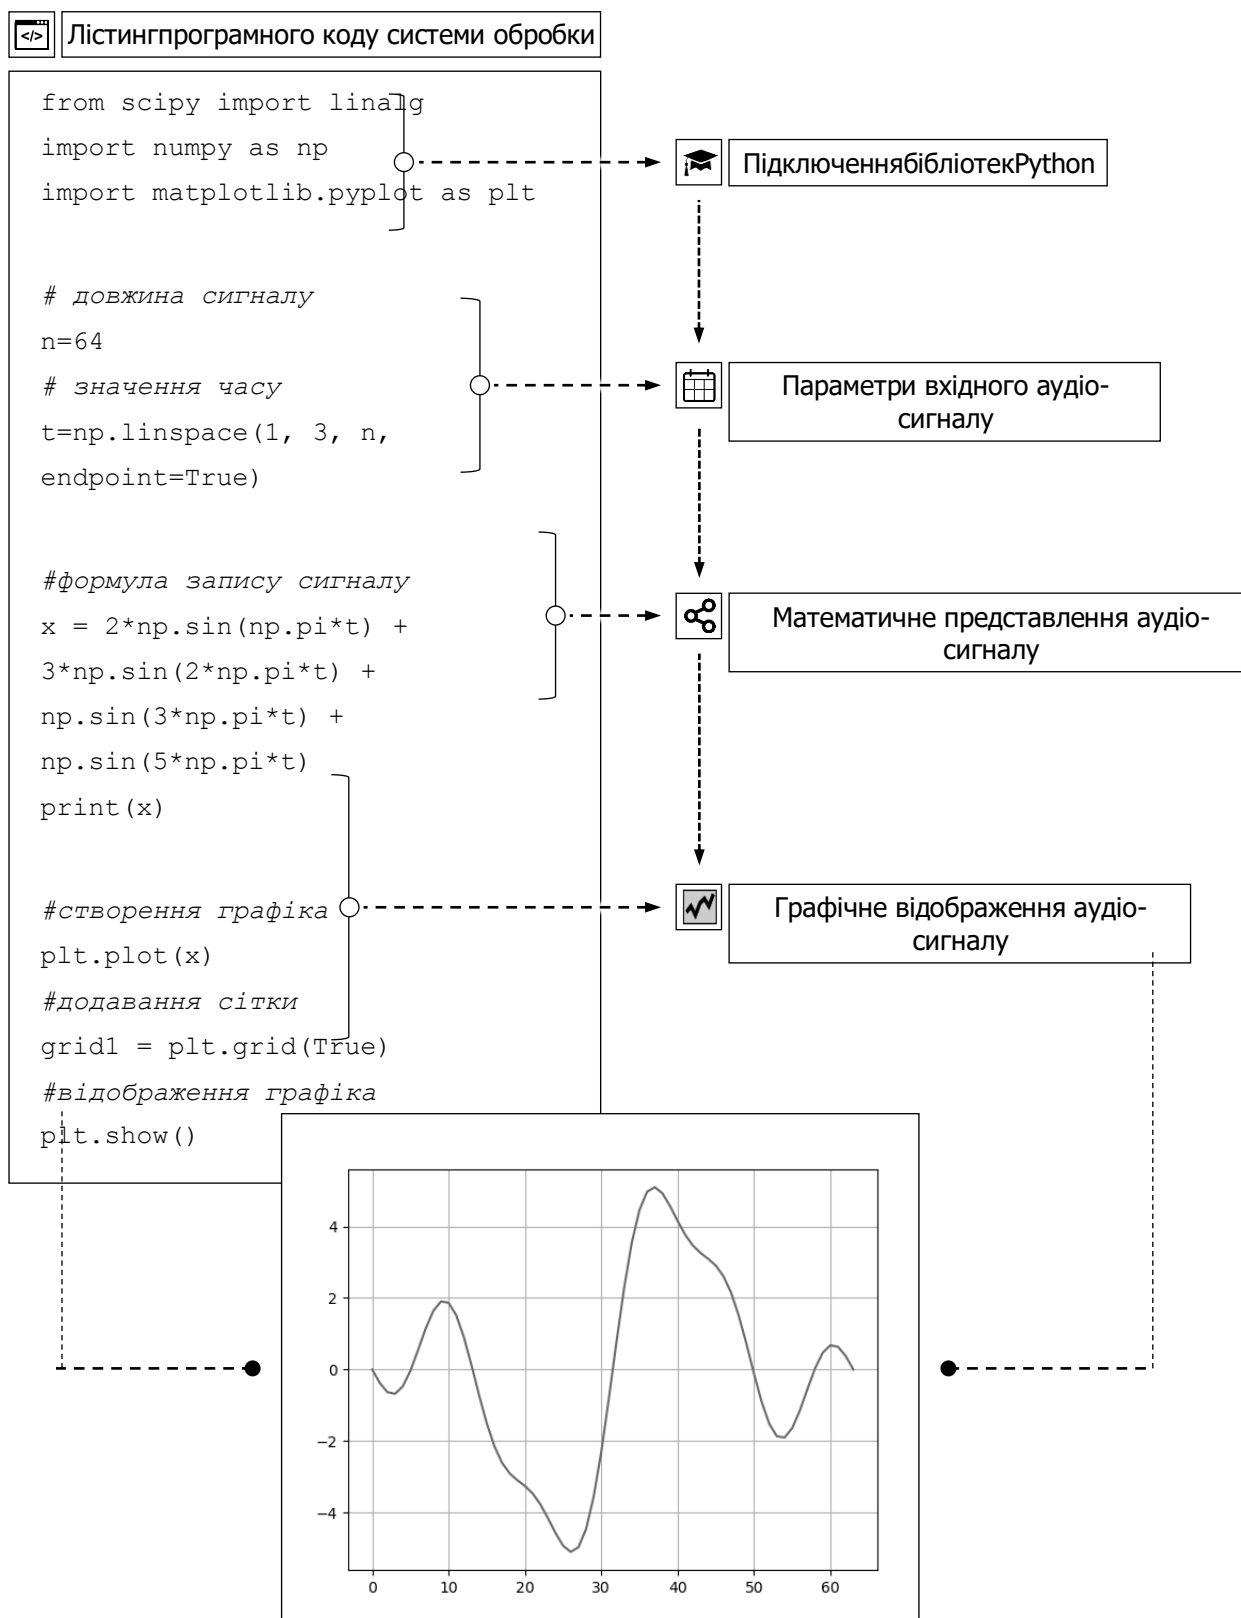 Лістингпрограмного коду системи обробки
from scipy import linalg
import numpy as np
import matplotlib.pyplot as plt
ПідключеннябібліотекPython
# довжина сигналу
n=64
# значення часу
t=np.linspace(1, 3, n,
endpoint=True)
Параметри вхідного аудіо-
сигналу
#формула запису сигналу
x = 2*np.sin(np.pi*t) +
3*np.sin(2*np.pi*t) +
np.sin(3*np.pi*t) +
np.sin(5*np.pi*t)
print(x)
Математичне представлення аудіо-
сигналу
#створення графіка
plt.plot(x)
#додавання сітки
grid1 = plt.grid(True)
#відображення графіка
plt.show()
Графічне відображення аудіо-
сигналу
4
2
0
−2
−4
0 10 20 30 40 50 60